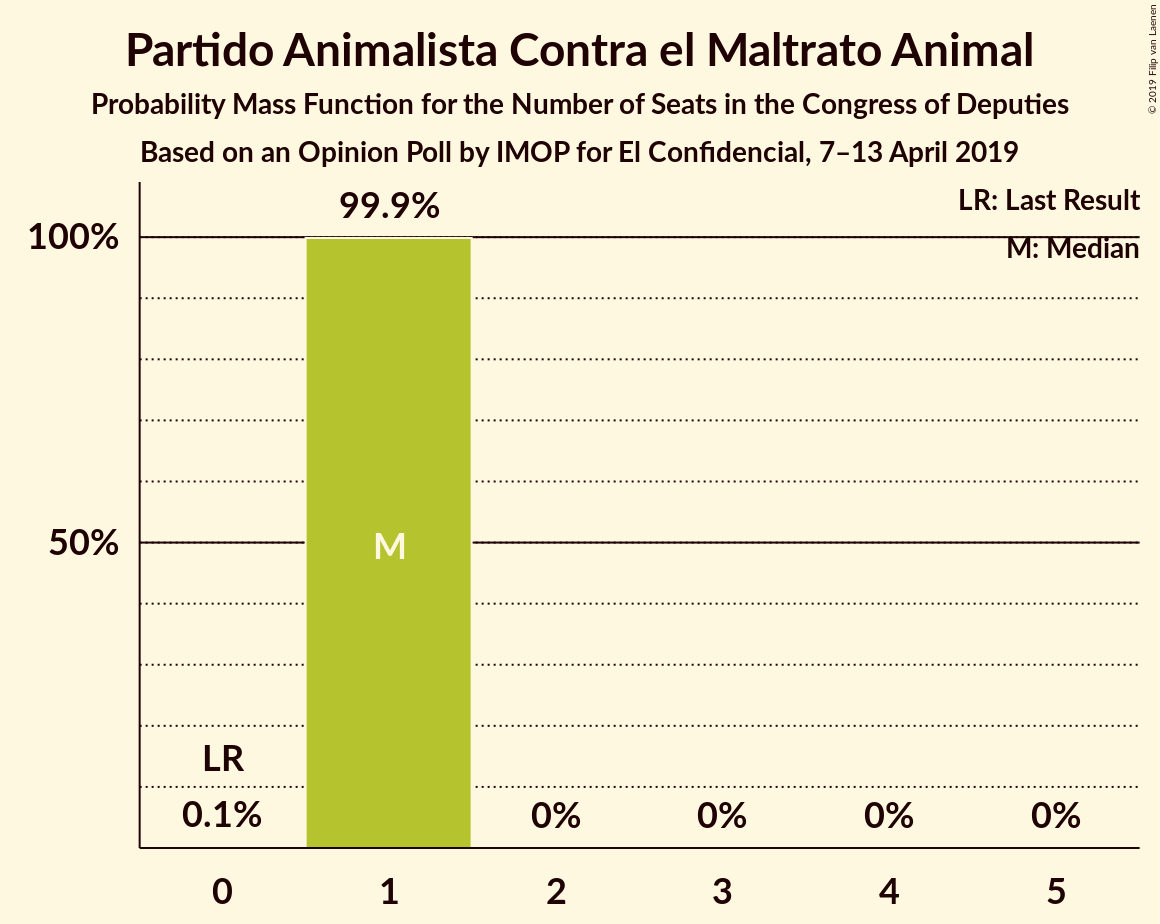 Partido Animalista Contra el Maltrato Animal
Probability Mass Function for the Number of Seats in the Congress of Deputies
Based on an Opinion Poll by IMOP for El Confidencial, 7–13 April 2019
© 2019 Filip van Laenen
LR: Last Result
M: Median
99.9%
100%
50%
M
LR
0.1%
0%
0%
0%
0%
0
1
2
3
4
5